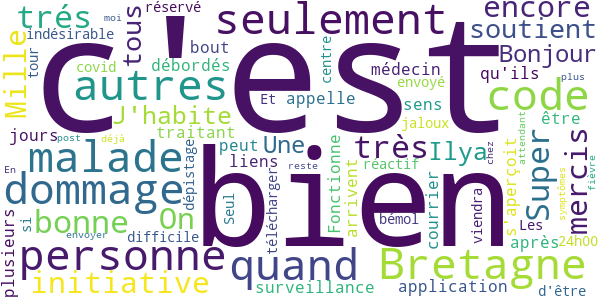 c'est
bien
réservé
moi
encore
trés
seulement
tous
indésirable
tour
bout
débordés
covid
soutient
Bonjour
Mille
autres
centre
médecin
qu'ils
Et appelle
envoyé
plus
code
J'habite
sens
jaloux
être
jours
post
déjà
traitant
peut
Une
très
Ilya
Super
mercis
malade
dépistage
liens
Fonctionne
réactif
chez
s'aperçoit
attendant
fièvre
En
dommage
reste
télécharger
arrivent
courrier
symptômes
plusieurs
si
bonne
On
Seul
bémol
viendra
Les
envoyer
difficile
après
24h00
personne
quand
Bretagne
initiative
surveillance
application
d'être